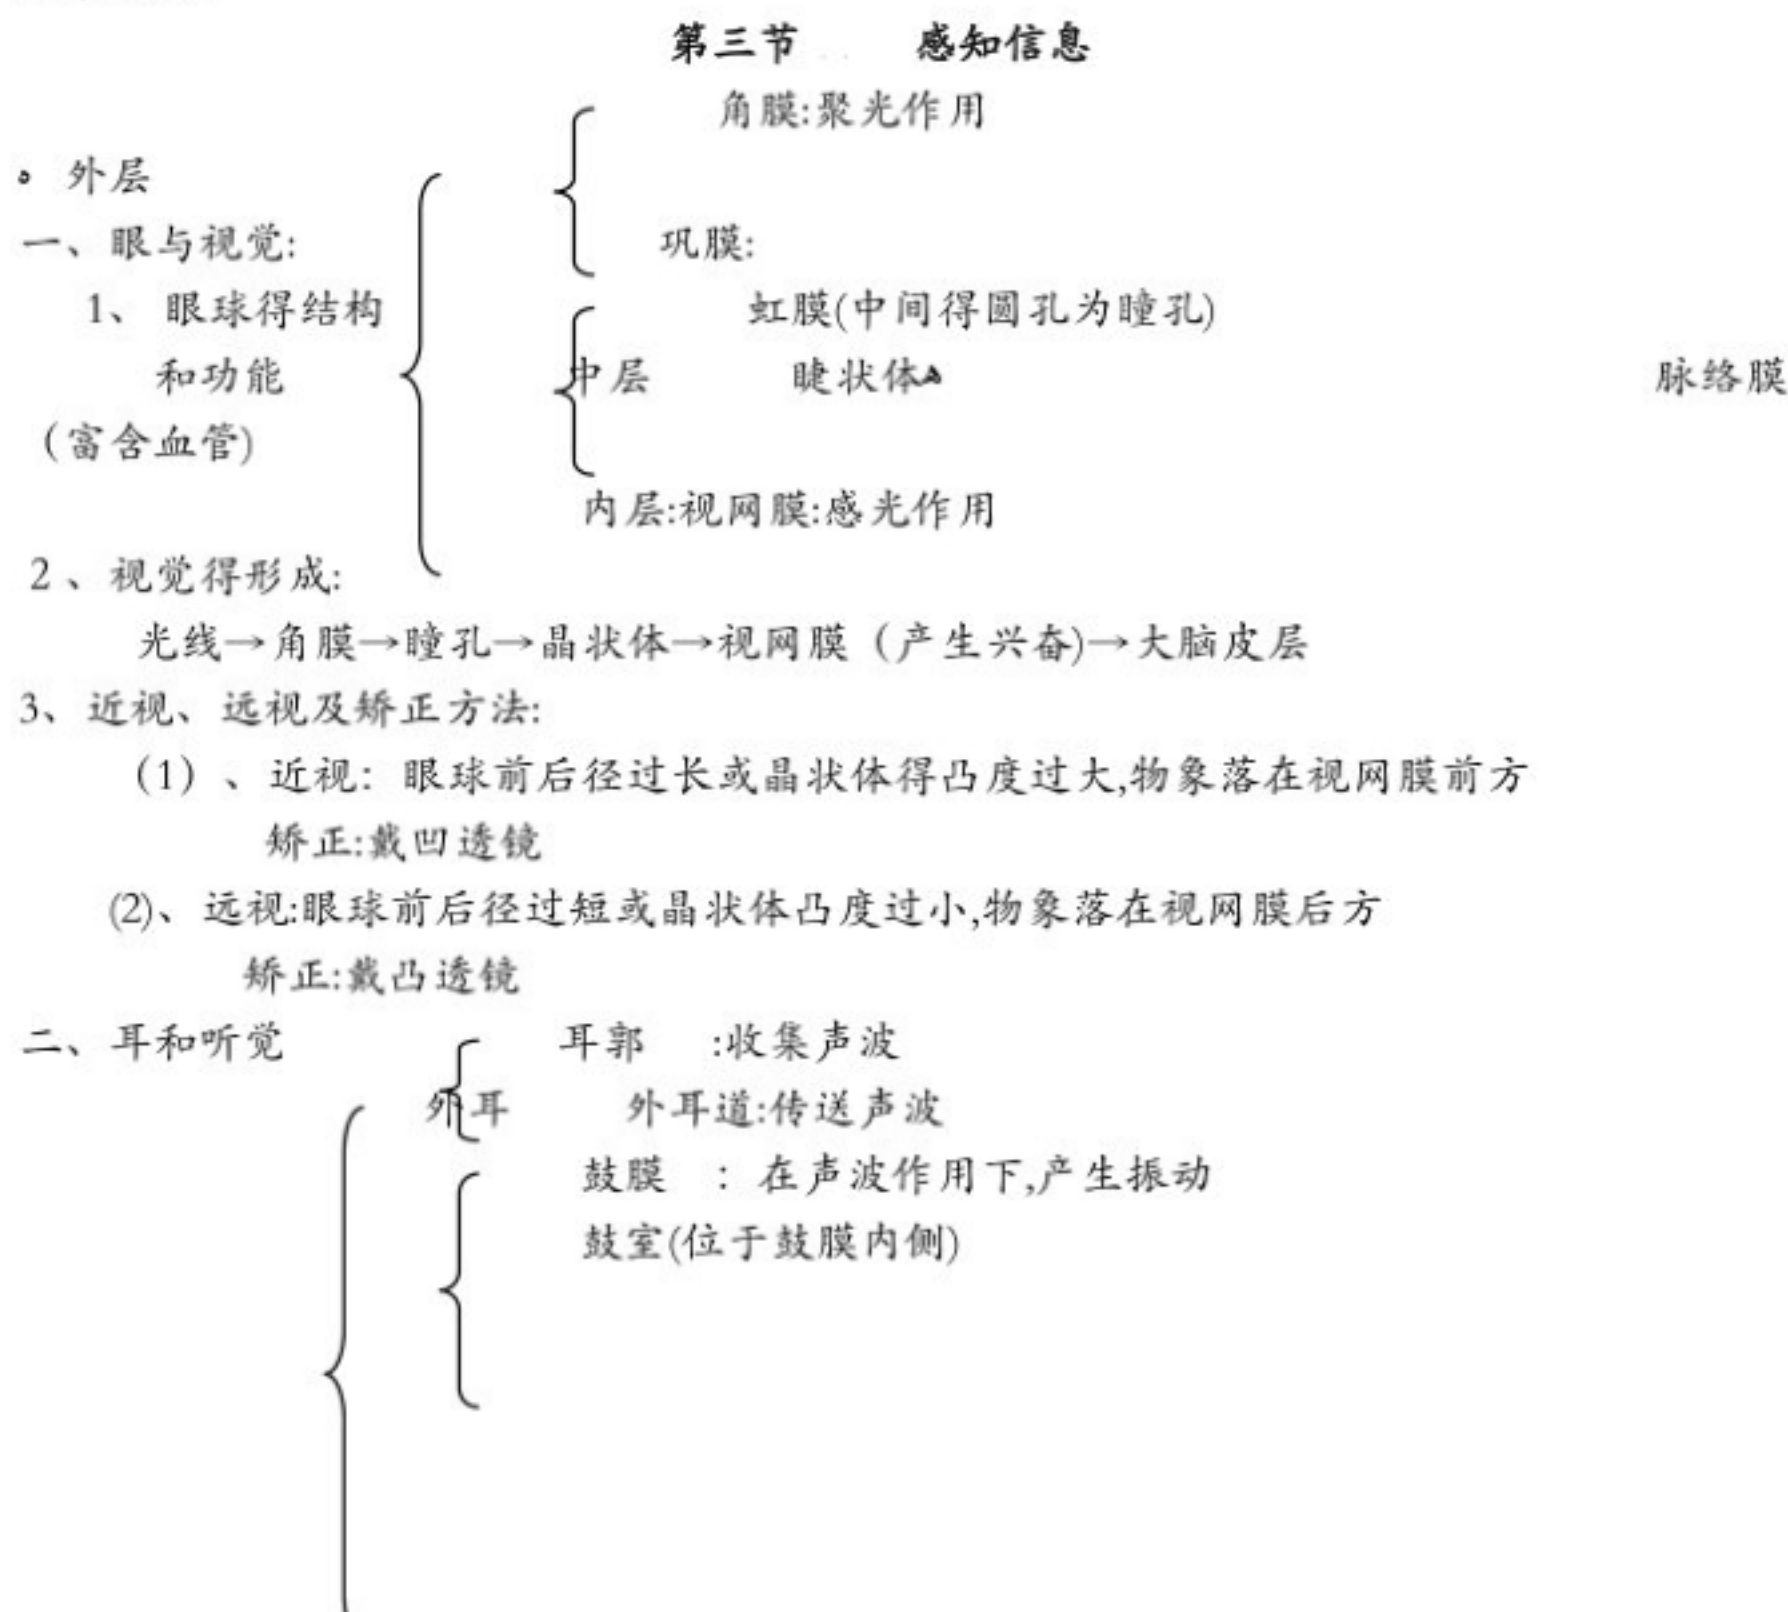 第三节 感知信息
角膜:聚光作用
。外层
一、眼与视觉:
巩膜:
1、 眼球得结构 虹膜(中间得圆孔为瞳孔)
和功能 中层 睫状体 脉络膜
（富含血管)
内层:视网膜:感光作用
2、视觉得形成:
光线→角膜→瞳孔→晶状体→视网膜（产生兴奋)→大脑皮层
3、近视、远视及矫正方法:
（1）、近视：眼球前后径过长或晶状体得凸度过大,物象落在视网膜前方
矫正:戴凹透镜
(2)、远视:眼球前后径过短或晶状体凸度过小,物象落在视网膜后方
矫正:戴凸透镜
二、耳和听觉 耳郭 :收集声波
外耳 外耳道:传送声波
鼓膜 ：在声波作用下,产生振动
鼓室(位于鼓膜内侧)